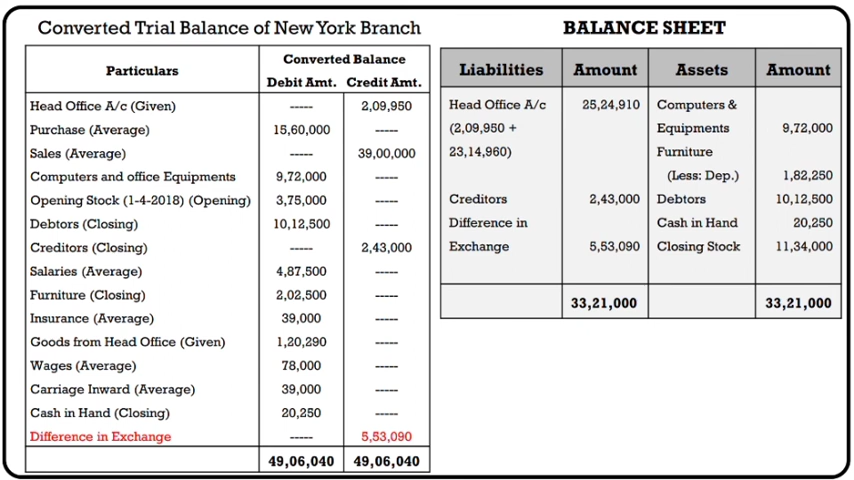 Converted Trial Balance of New York Branch
Particulars Converted Balance
Debit Amt. Credit Amt.
Head Office A/c (Given) ----- 2,09,950
Purchase (Average) 15,60,000 -----
Sales (Average) ----- 39,00,000
Computers and office Equipments 9,72,000 -----
Opening Stock (1-4-2018) (Opening) 3,75,000 -----
Debtors (Closing) 10,12,500 -----
Creditors (Closing) ----- 2,43,000
Salaries (Average) 4,87,500 -----
Furniture (Closing) 2,02,500 -----
Insurance (Average) 39,000 -----
Goods from Head Office (Given) 1,20,290 -----
Wages (Average) 78,000 -----
Carriage Inward (Average) 39,000 -----
Cash in Hand (Closing) 20,250 -----
Difference in Exchange ----- 5,53,090
49,06,040 49,06,040
BALANCE SHEET
Liabilities Amount Assets Amount
Head Office A/c 25,24,910 Computers &
(2,09,950 + Equipments 9,72,000
23,14,960) Furniture
(Less: Dep.) 1,82,250
Creditors 2,43,000 Debtors 10,12,500
Difference in Cash in Hand 20,250
Exchange 5,53,090 Closing Stock 11,34,000
33,21,000 33,21,000